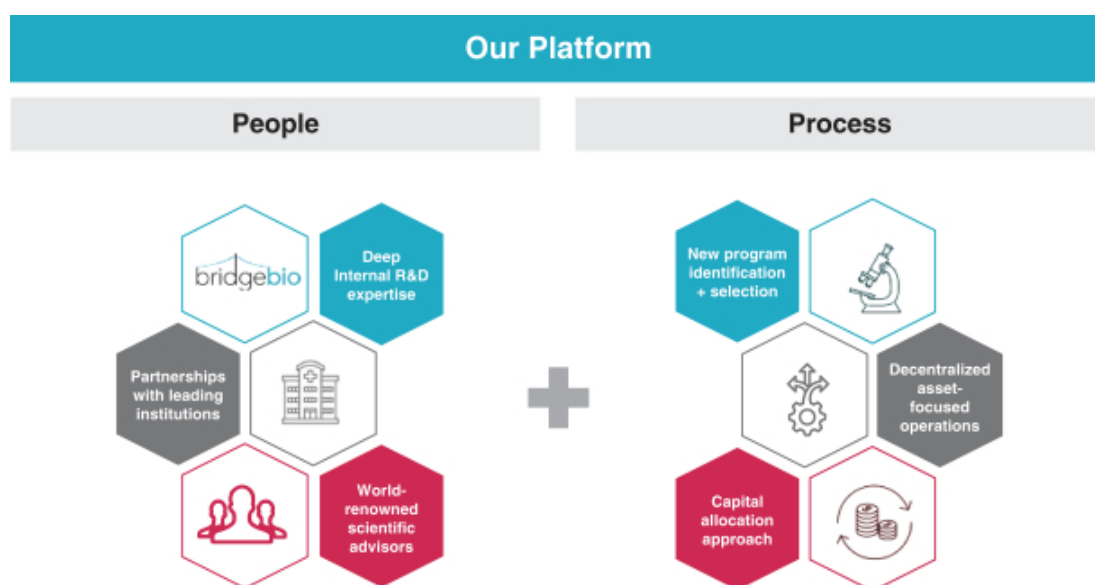 Our Platform
People
Process
bridgebio
Deep
Internal R&D
expertise
Partnerships
with leading
institutions
World-
renowned
scientific
advisors
New program
identification
+ selection
Decentralized
asset-
focused
operations
Capital
allocation
approach